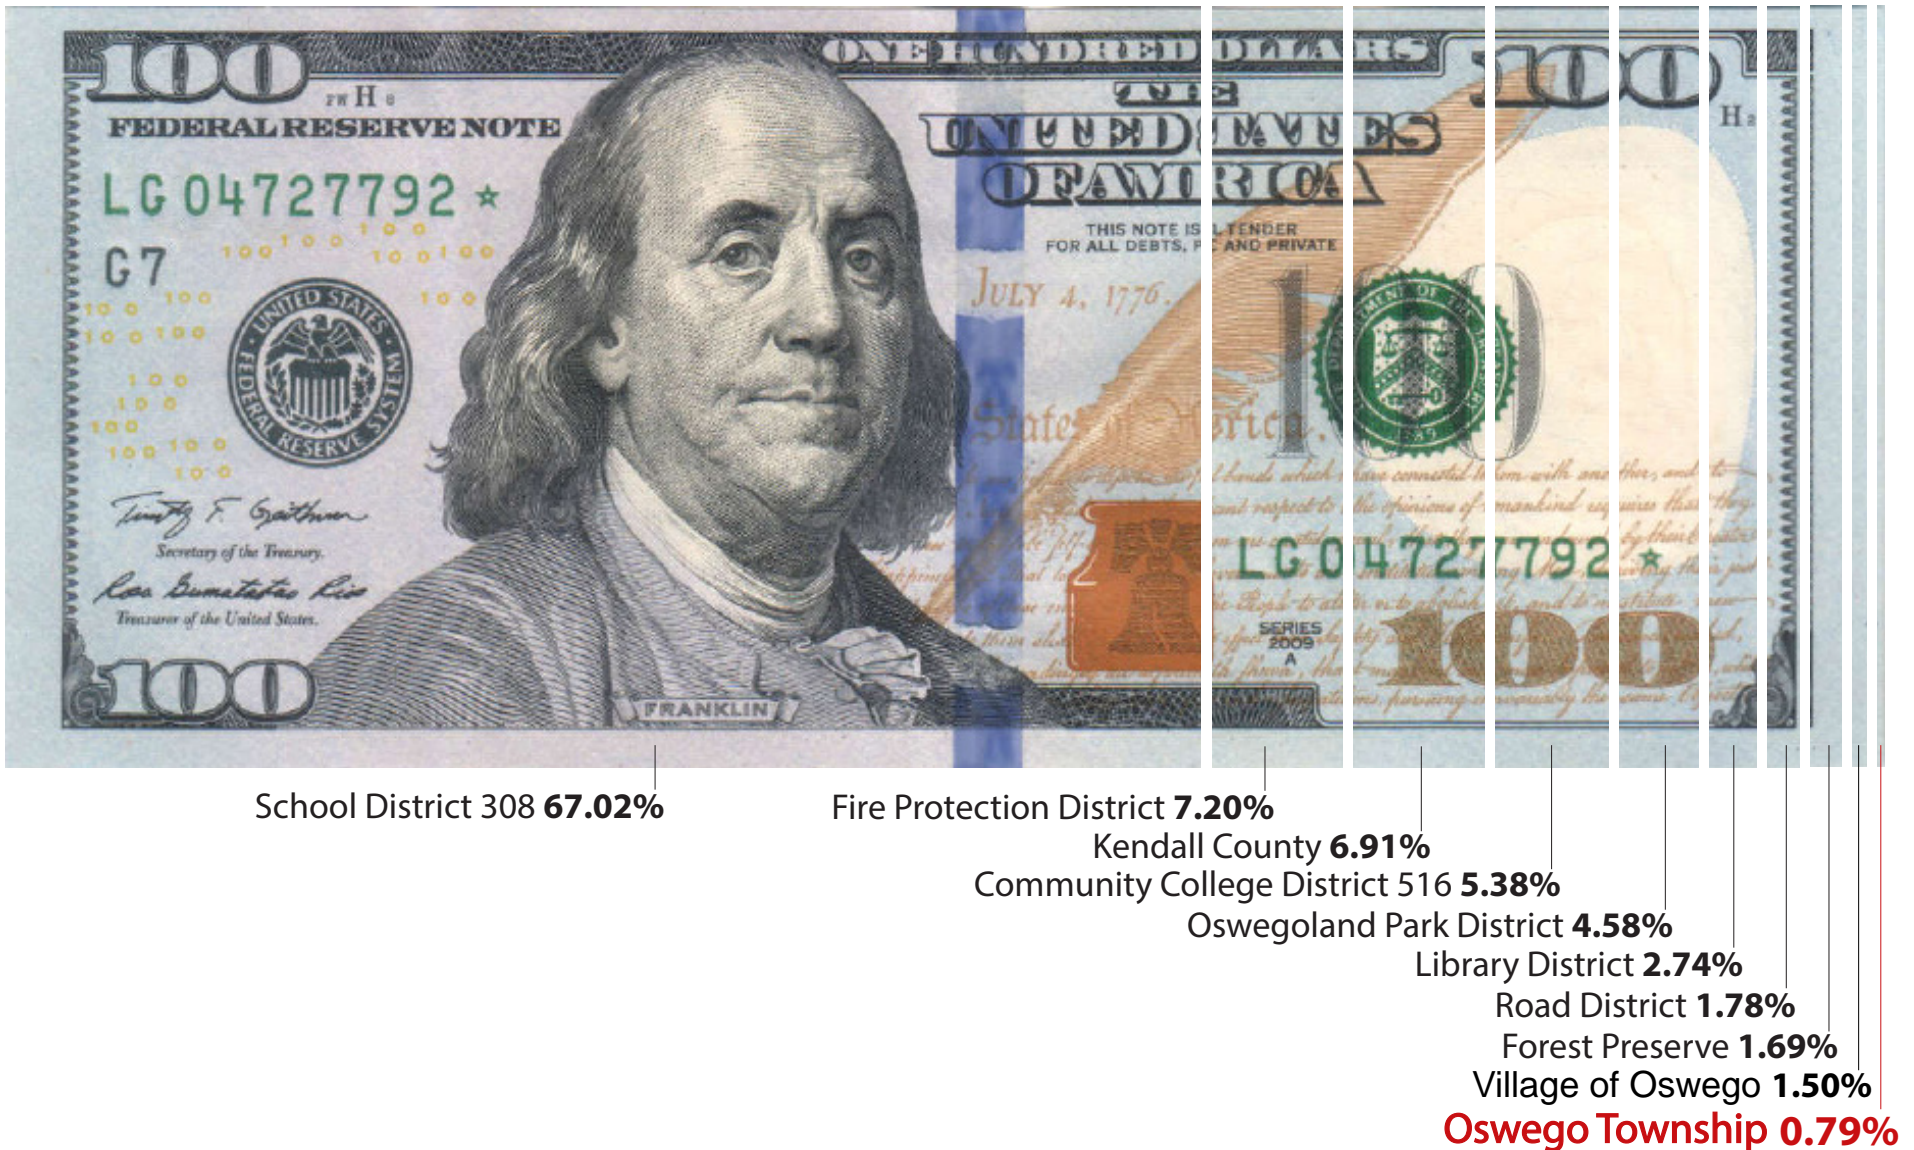 100
ONE HUNDRED DOLLARS
100
FW H 0
FEDERAL RESERVE NOTE
THE
UNITED STATES
OF AMRICA
H
LG 04727792 ★
G7
THIS NOTE IS L TENDER
FOR ALL DEBTS, P C AND PRIVATE
JULY 4, 1776.
UNITED STATES
FEDERAL RESERVE SYSTEM
Secretary of the Treasury.
Treasurer of the United States.
LG 04727792 ★
SERIES
2009
A
100
100
FRANKLIN
School District 308 67.02%
Fire Protection District 7.20%
Kendall County 6.91%
Community College District 516 5.38%
Oswegoland Park District 4.58%
Library District 2.74%
Road District 1.78%
Forest Preserve 1.69%
Village of Oswego 1.50%
Oswego Township 0.79%